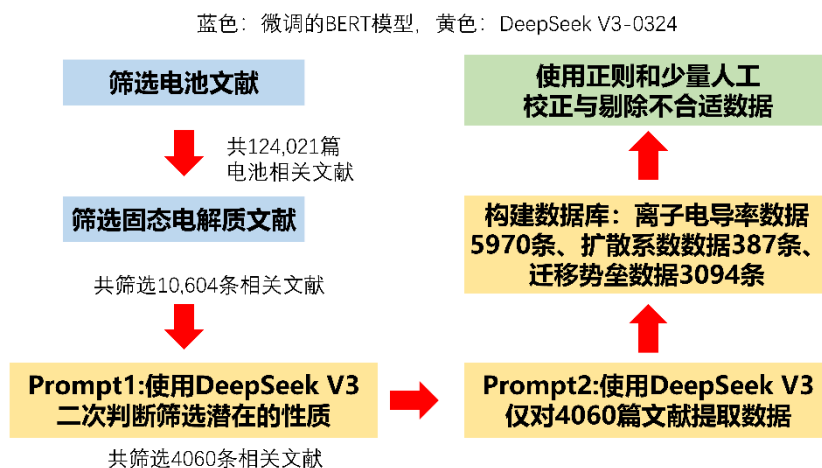 蓝色：微调的BERT模型，黄色：DeepSeek V3-0324
筛选电池文献
共124,021篇
电池相关文献
筛选固态电解质文献
共筛选10,604条相关文献
Prompt1:使用DeepSeek V3
二次判断筛选潜在的性质
共筛选4060条相关文献
Prompt2:使用DeepSeek V3
仅对4060篇文献提取数据
构建数据库：离子电导率数据
5970条、扩散系数数据387条、
迁移势垒数据3094条
使用正则和少量人工
校正与剔除不合适数据